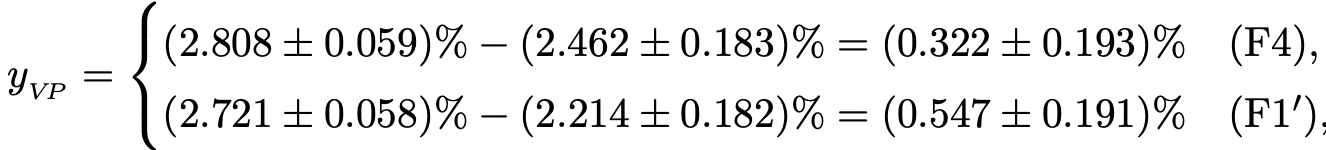 y_{VP} = { (2.808 ± 0.059)% − (2.462 ± 0.183)% = (0.322 ± 0.193)% (F4),
(2.721 ± 0.058)% − (2.214 ± 0.182)% = (0.547 ± 0.191)% (F1′),